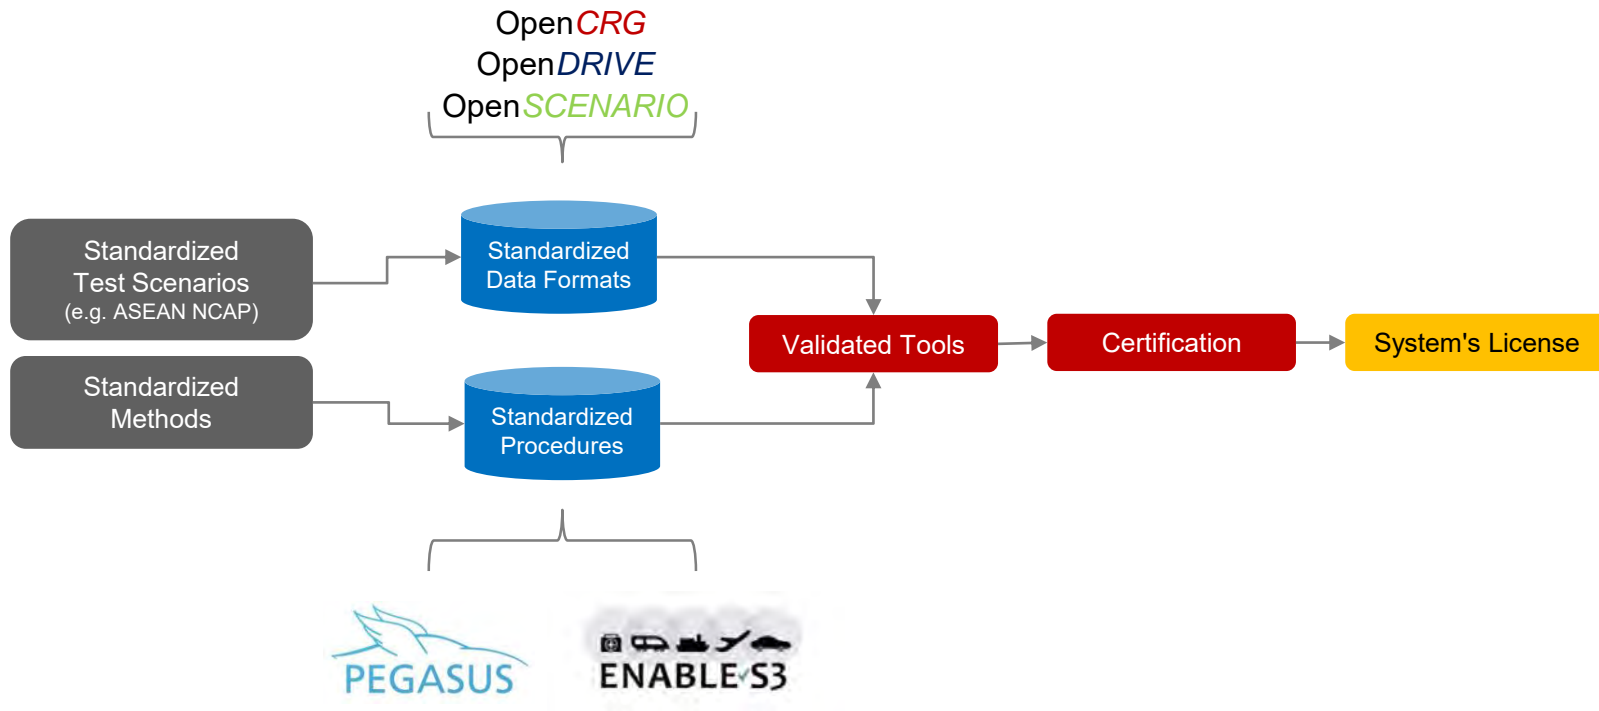 OpenCRG
OpenDRIVE
OpenSCENARIO
Standardized
Test Scenarios
(e.g. ASEAN NCAP)
Standardized
Data Formats
Validated Tools
Certification
System's License
Standardized
Methods
Standardized
Procedures
PEGASUS
ENABLE S3